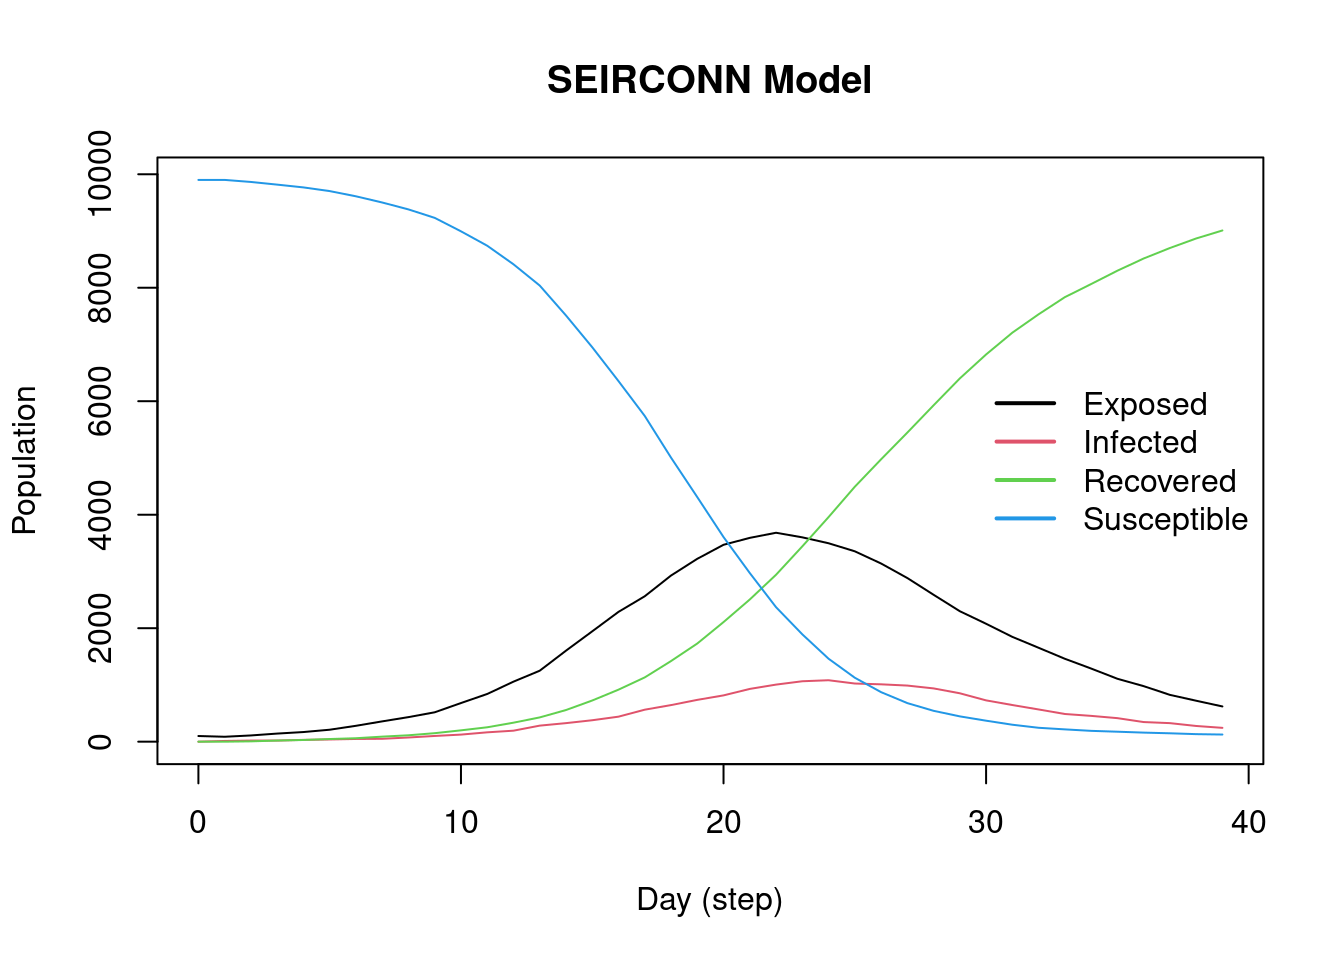 SEIRCONN Model
Population
10000
8000
6000
4000
2000
0
Exposed
Infected
Recovered
Susceptible
0 10 20 30 40
Day (step)